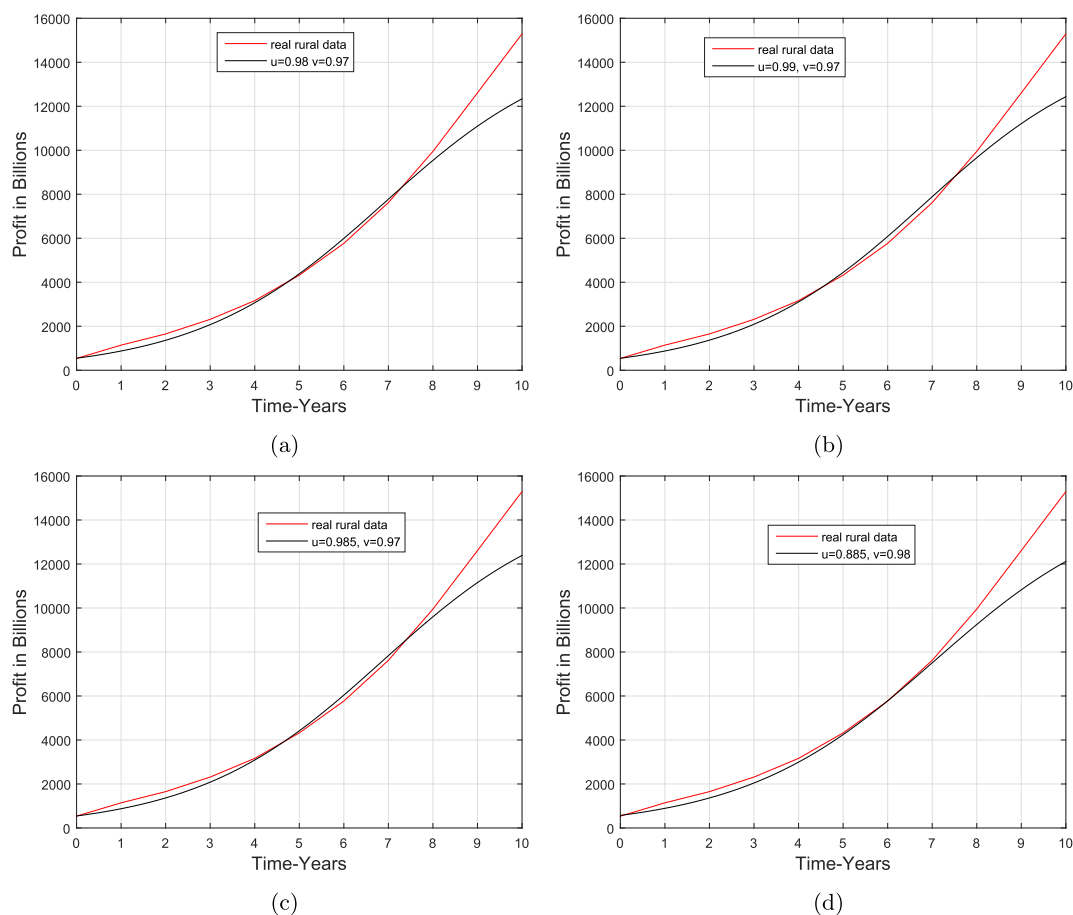 16000
14000
12000
10000
8000
6000
4000
2000
0
Profit in Billions
real rural data
u=0.98 v=0.97
0 1 2 3 4 5 6 7 8 9 10
Time-Years
(a)
16000
14000
12000
10000
8000
6000
4000
2000
0
Profit in Billions
real rural data
u=0.99, v=0.97
0 1 2 3 4 5 6 7 8 9 10
Time-Years
(b)
16000
14000
12000
10000
8000
6000
4000
2000
0
Profit in Billions
real rural data
u=0.985, v=0.97
0 1 2 3 4 5 6 7 8 9 10
Time-Years
(c)
16000
14000
12000
10000
8000
6000
4000
2000
0
Profit in Billions
real rural data
u=0.885, v=0.98
0 1 2 3 4 5 6 7 8 9 10
Time-Years
(d)